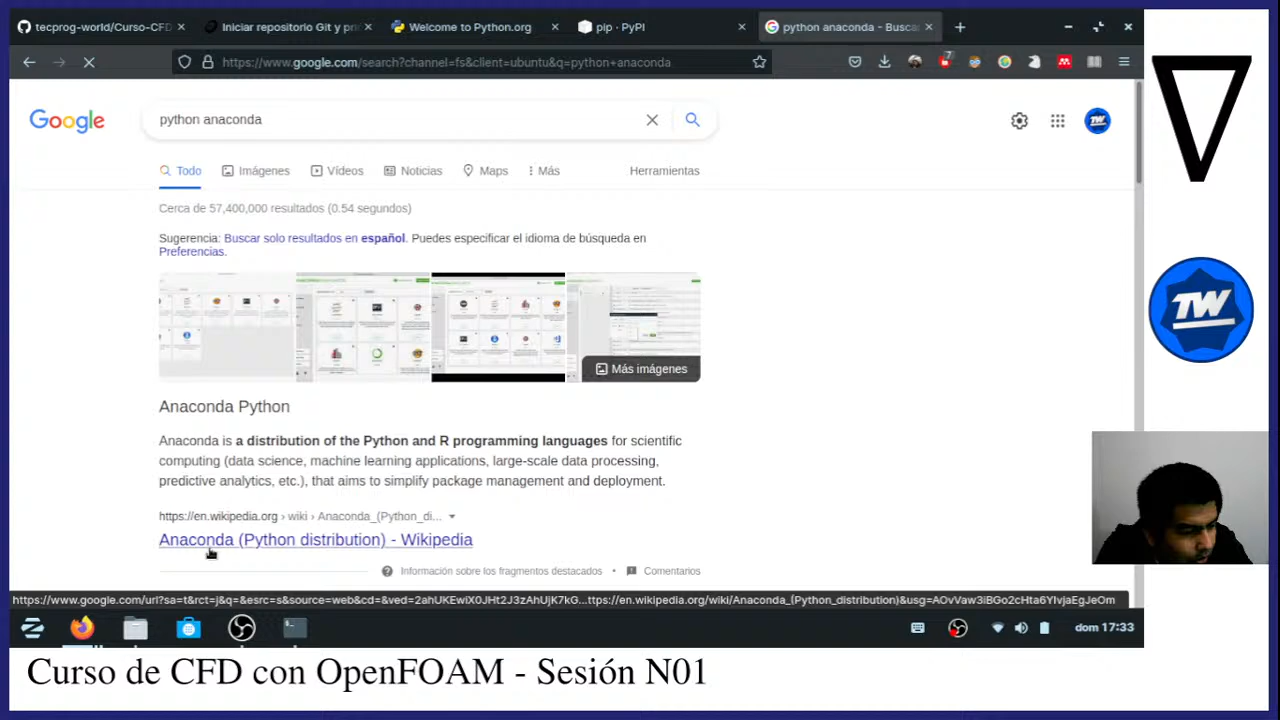 tecprog-world/Curso-CFD
Iniciar repositorio Git y pri
Welcome to Python.org
pip · PyPI
python anaconda - Busca
https://www.google.com/search?channel=fs&client=ubuntu&q=python+anaconda
7
Google
python anaconda
TW
Todo
Imágenes
Vídeos
Noticias
Maps
Más
Herramientas
Cerca de 57,400,000 resultados (0.54 segundos)
Sugerencia: Buscar solo resultados en español. Puedes especificar el idioma de búsqueda en
Preferencias.
Más imágenes
TW
Anaconda Python
Anaconda is a distribution of the Python and R programming languages for scientific
computing (data science, machine learning applications, large-scale data processing,
predictive analytics, etc.), that aims to simplify package management and deployment.
https://en.wikipedia.org › wiki › Anaconda_(Python_di...
Anaconda (Python distribution) - Wikipedia
Información sobre los fragmentos destacados
Comentarios
dom 17:33
Curso de CFD con OpenFOAM - Sesión N01